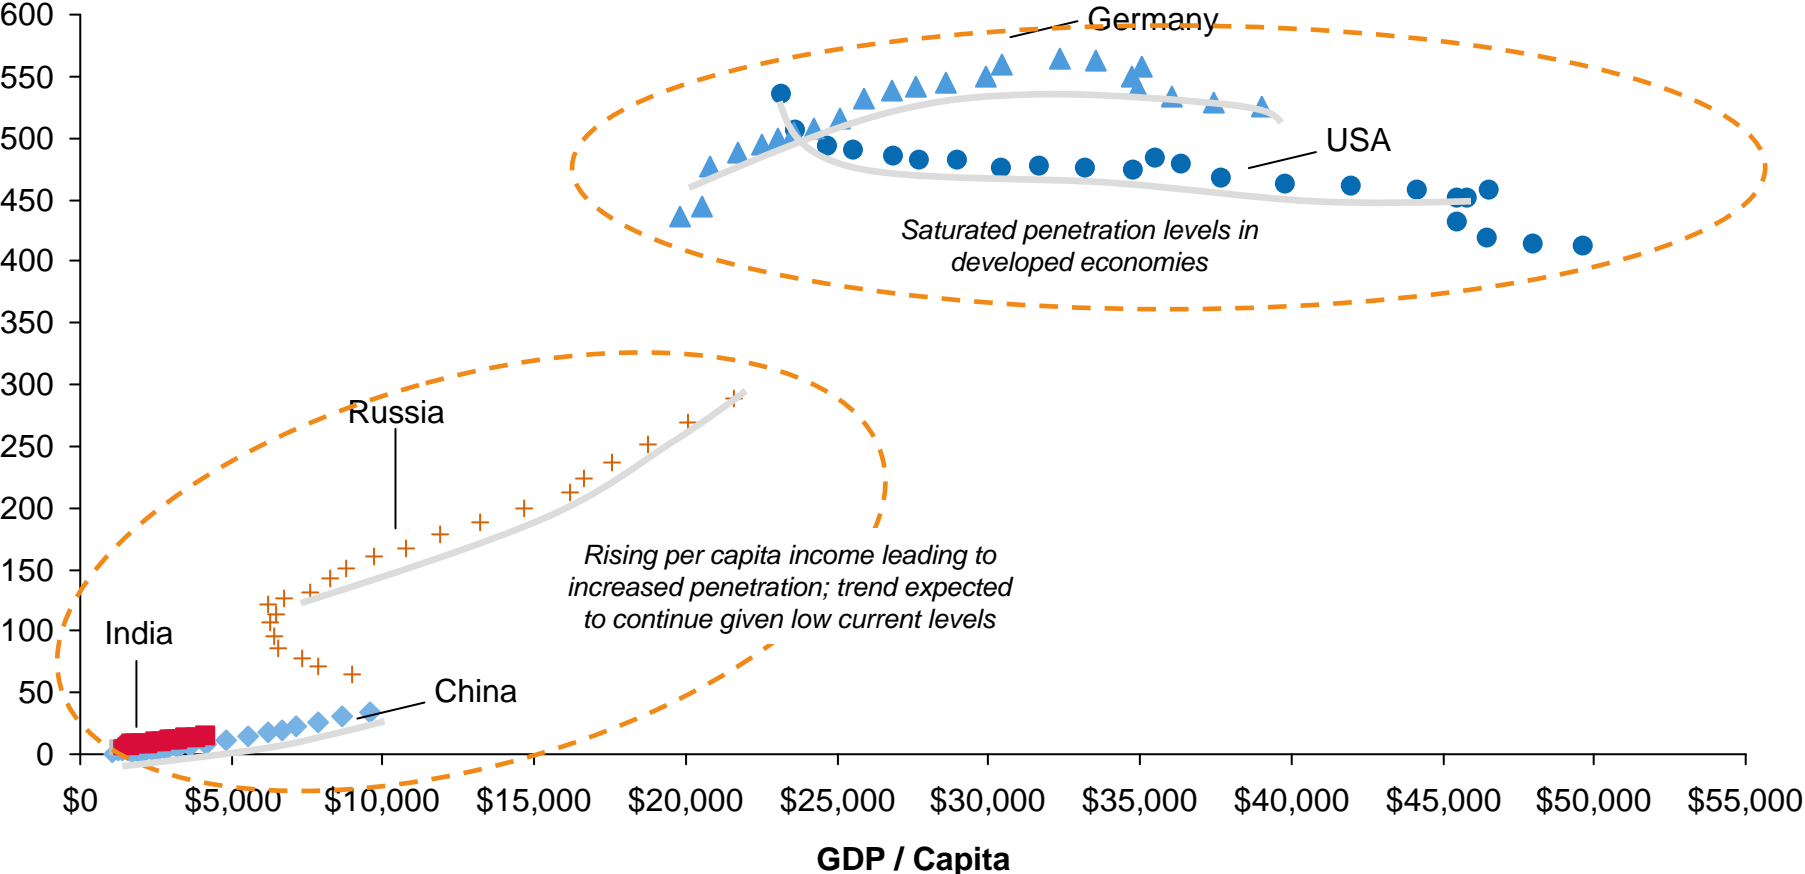 600
Germany
550
500
USA
450
Saturated penetration levels in
developed economies
400
350
300
Russia
250
200
150
Rising per capita income leading to
increased penetration; trend expected
to continue given low current levels
100
India
50
China
0
$0 $5,000 $10,000 $15,000 $20,000 $25,000 $30,000 $35,000 $40,000 $45,000 $50,000 $55,000
GDP / Capita